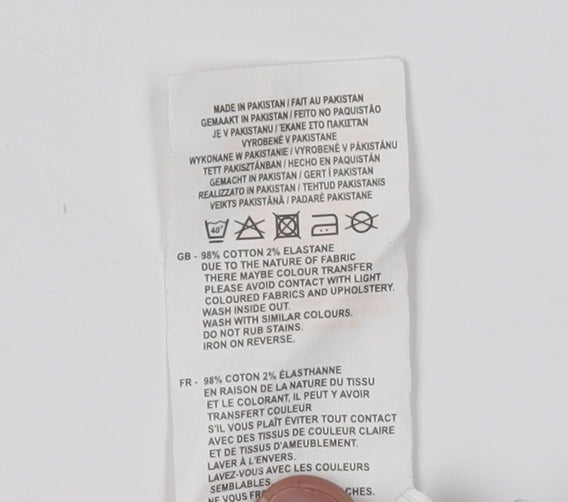 MADE IN PAKISTAN / FAIT AU PAKISTAN
GEMAAKT IN PAKISTAN / FEITO NO PAQUISTÃO
JE V PAKISTANU / ΈΚΑΝΕ ΣΤΟ ΠΑΚΙΣΤΑΝ
VYROBENÉ V PAKISTANE
WYKONANE W PAKISTANIE / VYROBENÉ V PÁKISTÁNU
TETT PAKISZTÁNBAN / HECHO EN PAQUISTÁN
GEMACHT IN PAKISTAN / GERT Í PAKISTAN
REALIZZATO IN PAKISTAN / TEHTUD PAKISTANIS
VEIKTS PAKISTĀNĀ / PADARĖ PAKISTANE
40°
GB - 98% COTTON 2% ELASTANE
DUE TO THE NATURE OF FABRIC
THERE MAYBE COLOUR TRANSFER
PLEASE AVOID CONTACT WITH LIGHT
COLOURED FABRICS AND UPHOLSTERY.
WASH INSIDE OUT.
WASH WITH SIMILAR COLOURS.
DO NOT RUB STAINS.
IRON ON REVERSE.
FR - 98% COTON 2% ÉLASTHANNE
EN RAISON DE LA NATURE DU TISSU
ET LE COLORANT, IL PEUT Y AVOIR
TRANSFERT COULEUR
S'IL VOUS PLAÎT ÉVITER TOUT CONTACT
AVEC DES TISSUS DE COULEUR CLAIRE
ET DE TISSUS D'AMEUBLEMENT.
LAVER À L'ENVERS.
LAVEZ-VOUS AVEC LES COULEURS
SEMBLABLES
NE VOUS